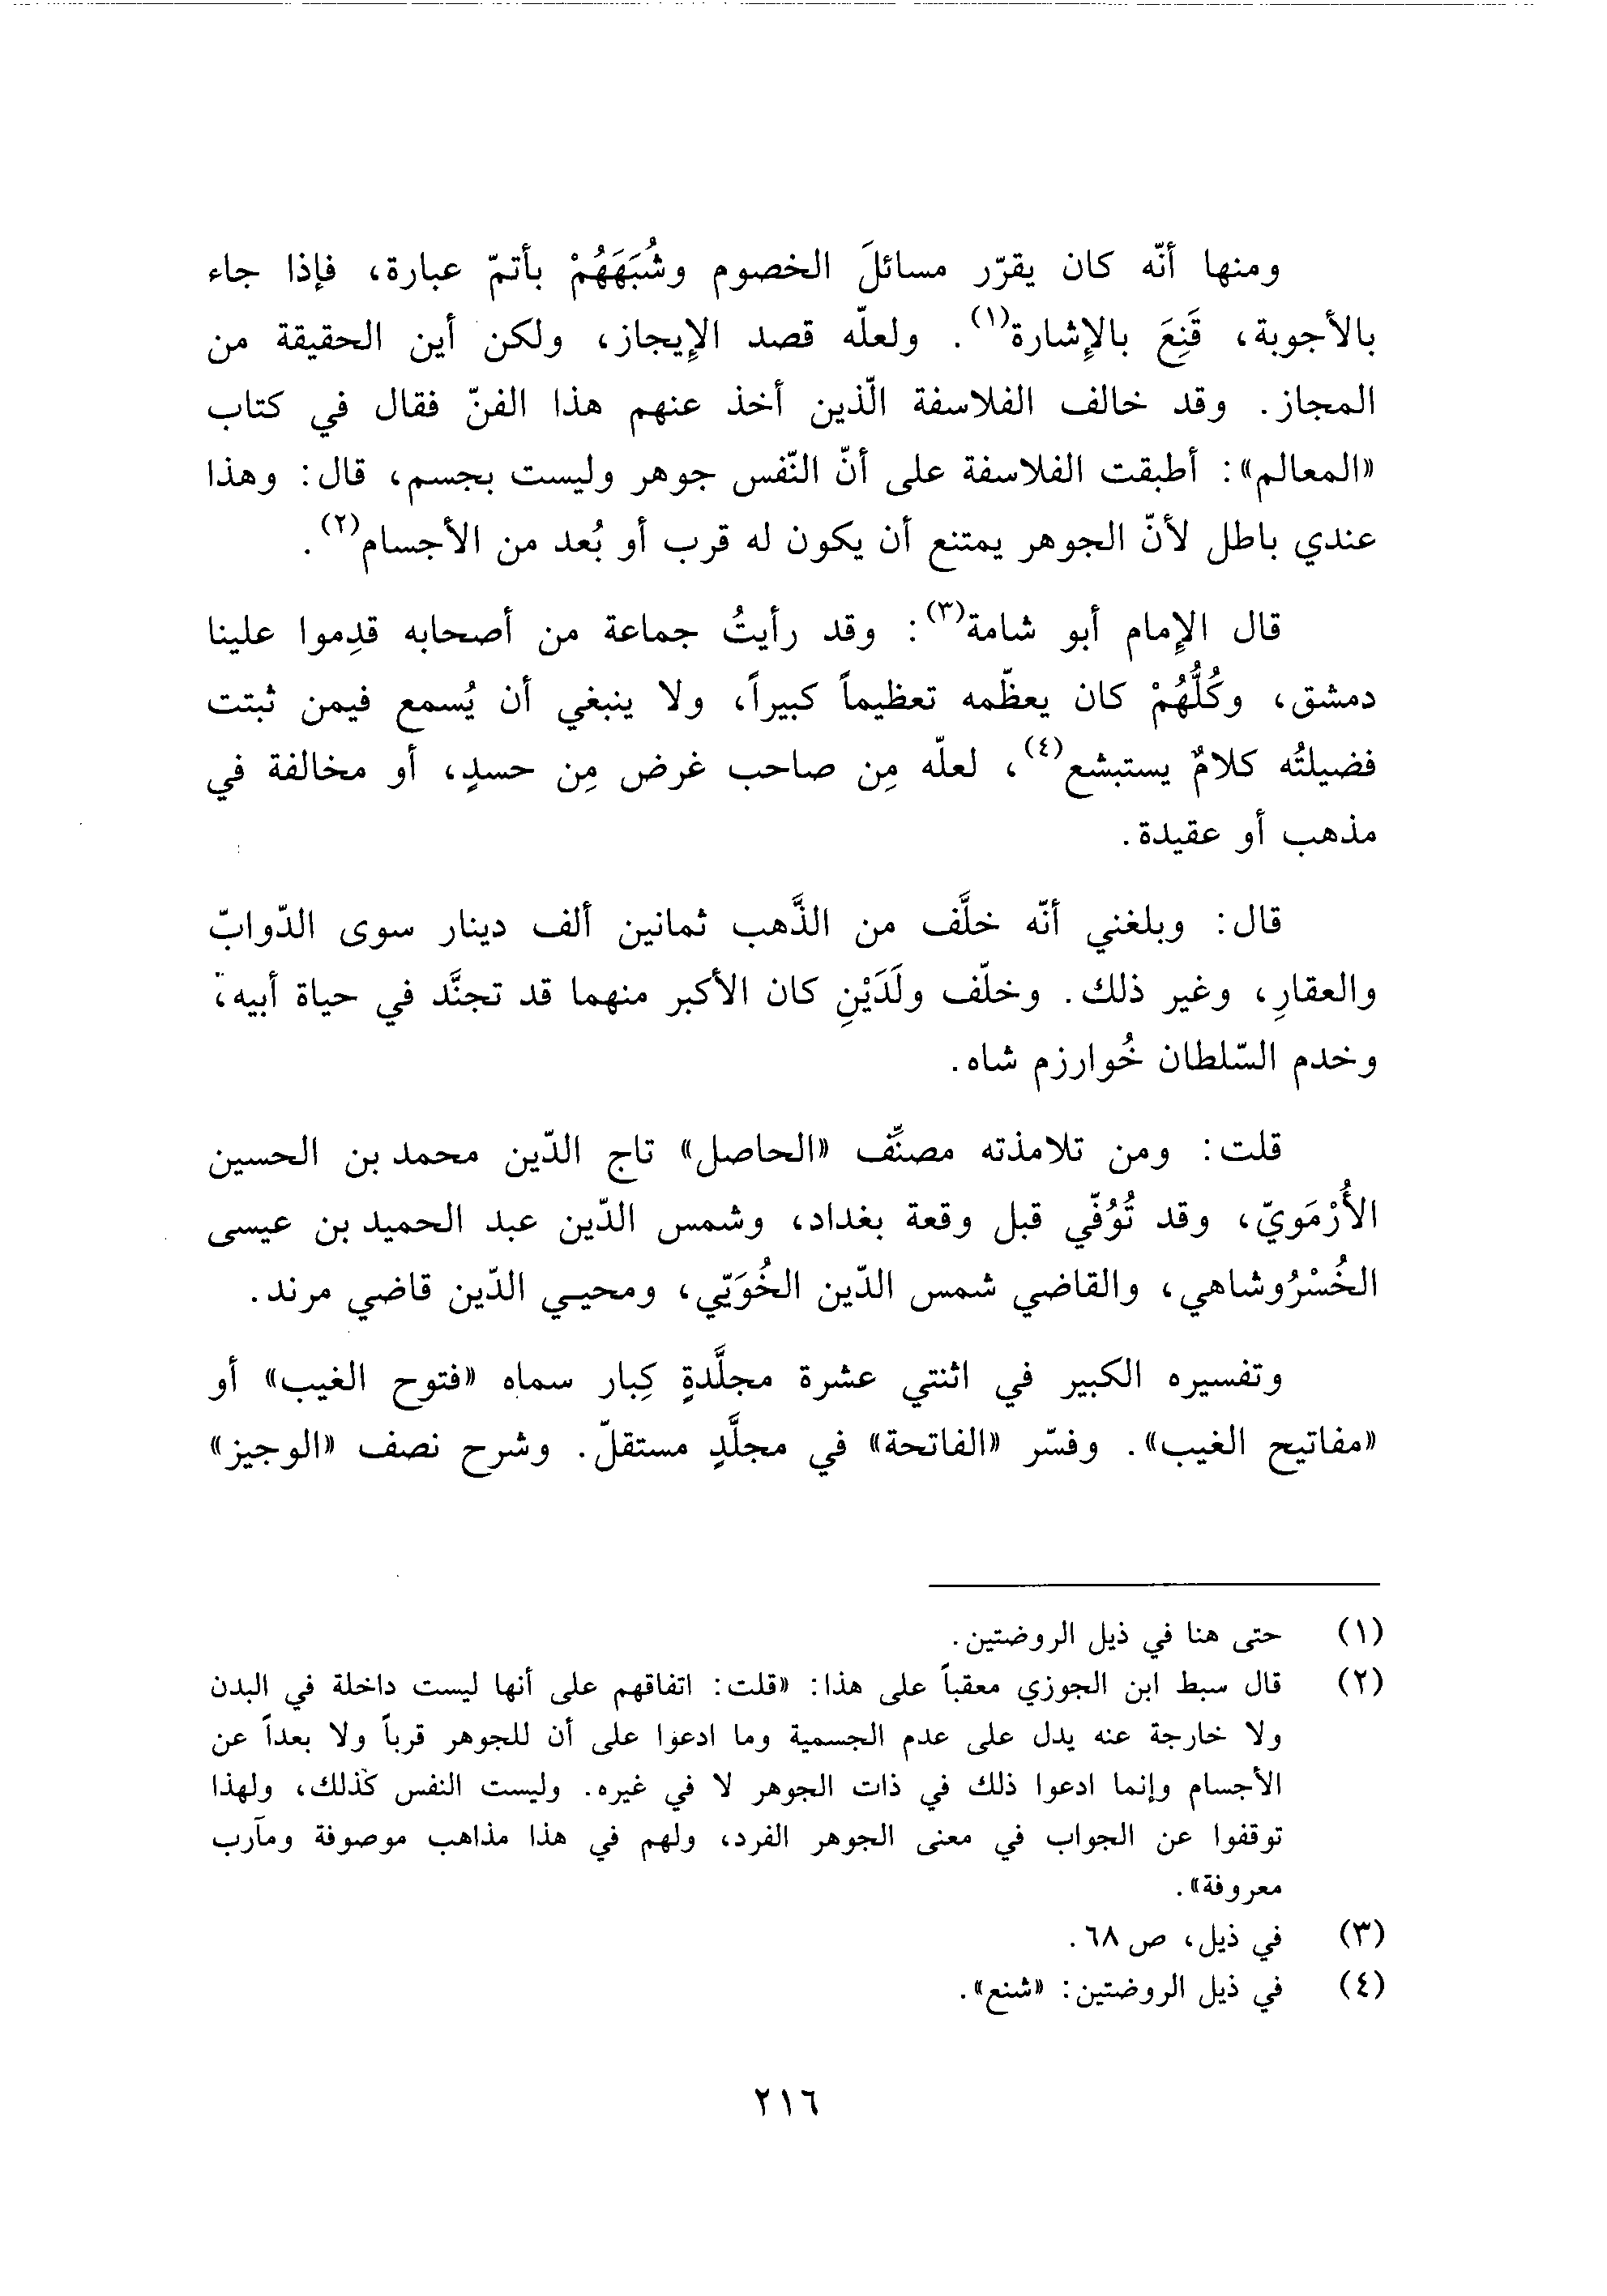 ومنها أنّه كان يقرّر مسائلَ الخصوم وشُبَهَهُمْ بأتمّ عبارة، فإذا جاء
بالأجوبة، قَنِعَ بالإشارة(١). ولعلّه قصد الإيجاز، ولكن أين الحقيقة من
المجاز. وقد خالف الفلاسفة الّذين أخذ عنهم هذا الفنّ فقال في كتاب
«المعالم»: أطبقت الفلاسفة على أنّ النّفس جوهر وليست بجسم، قال: وهذا
عندي باطل لأنّ الجوهر يمتنع أن يكون له قرب أو بُعد من الأجسام(٢).
قال الإمام أبو شامة(٣): وقد رأيتُ جماعة من أصحابه قدِموا علينا
دمشق، وكُلُّهُمْ كان يعظّمه تعظيماً كبيراً، ولا ينبغي أن يُسمع فيمن ثبتت
فضيلتُه كلامٌ يستبشع(٤)، لعلّه مِن صاحب غرض مِن حسدٍ، أو مخالفة في
مذهب أو عقيدة.
قال: وبلغني أنّه خلَّف من الذَّهب ثمانين ألف دينار سوى الدّوابّ
والعقارِ، وغير ذلك. وخلّف ولَدَيْنِ كان الأكبر منهما قد تجنَّد في حياة أبيه،
وخدم السّلطان خُوارزم شاه.
قلت: ومن تلامذته مصنِّف «الحاصل» تاج الدّين محمد بن الحسين
الأُرْمَويّ، وقد تُوُفّي قبل وقعة بغداد، وشمس الدّين عبد الحميد بن عيسى
الخُسْرُوشاهي، والقاضي شمس الدّين الخُوَيّي، ومحيـي الدّين قاضي مرند.
وتفسيره الكبير في اثنتي عشرة مجلَّدةٍ كِبار سماه «فتوح الغيب» أو
«مفاتيح الغيب». وفسّر «الفاتحة» في مجلَّدٍ مستقلّ. وشرح نصف «الوجيز»
(١) حتى هنا في ذيل الروضتين.
(٢) قال سبط ابن الجوزي معقباً على هذا: «قلت: اتفاقهم على أنها ليست داخلة في البدن
ولا خارجة عنه يدل على عدم الجسمية وما ادعوا على أن للجوهر قرباً ولا بعداً عن
الأجسام وإنما ادعوا ذلك في ذات الجوهر لا في غيره. وليست النفس كذلك، ولهذا
توقفوا عن الجواب في معنى الجوهر الفرد، ولهم في هذا مذاهب موصوفة ومآرب
معروفة».
(٣) في ذيل، ص ٦٨.
(٤) في ذيل الروضتين: «شنع».
٢١٦